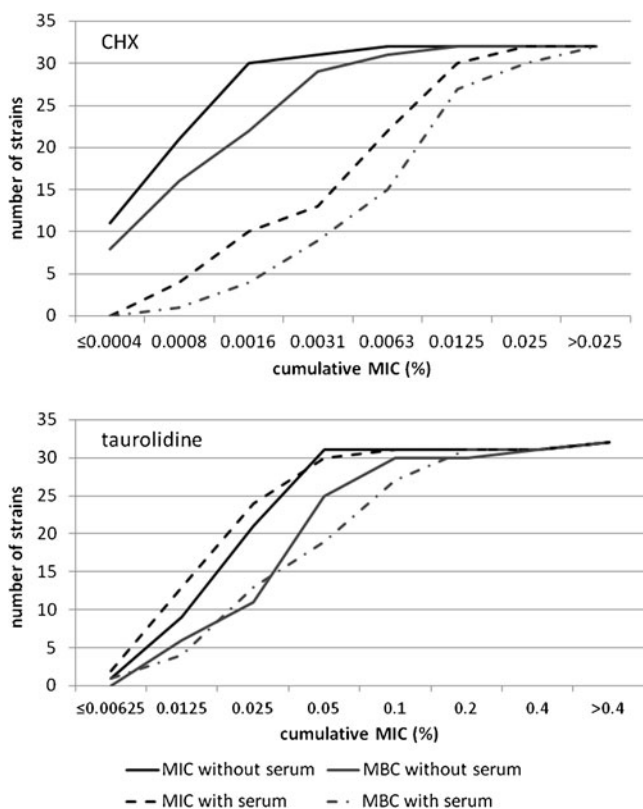 CHX
35
30
25
20
15
10
5
0
number of strains
≤0.0004 0.0008 0.0016 0.0031 0.0063 0.0125 0.025 >0.025
cumulative MIC (%)
taurolidine
35
30
25
20
15
10
5
0
number of strains
≤0.00625 0.0125 0.025 0.05 0.1 0.2 0.4 >0.4
cumulative MIC (%)
MIC without serum MBC without serum
MIC with serum MBC with serum